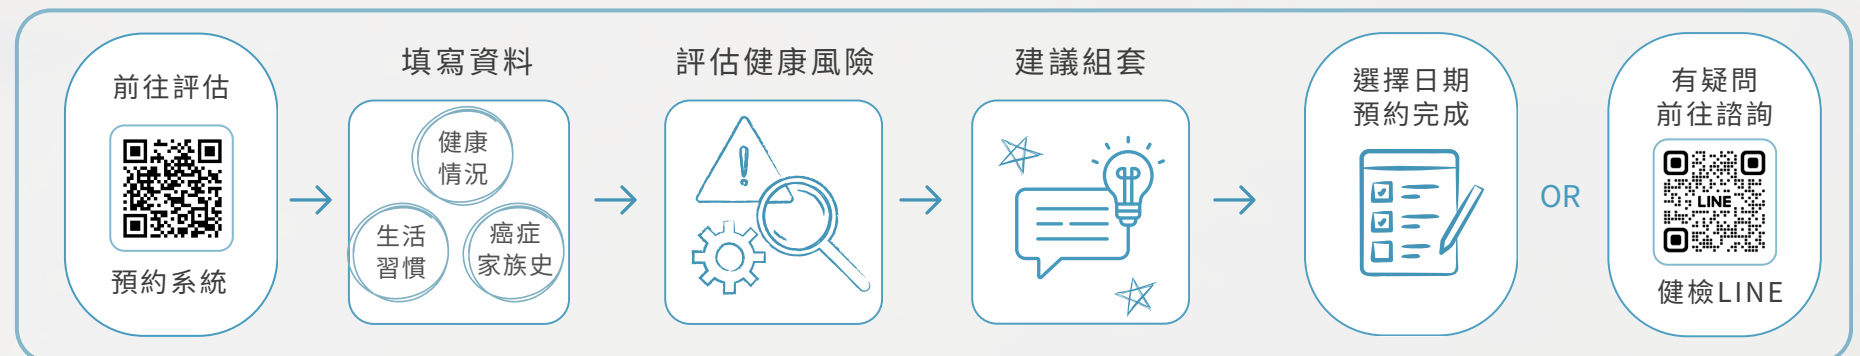 前往評估
預約系統
填寫資料
健康
情況
生活
習慣
癌症
家族史
評估健康風險
建議組套
選擇日期
預約完成
OR
有疑問
前往諮詢
LINE
健檢LINE